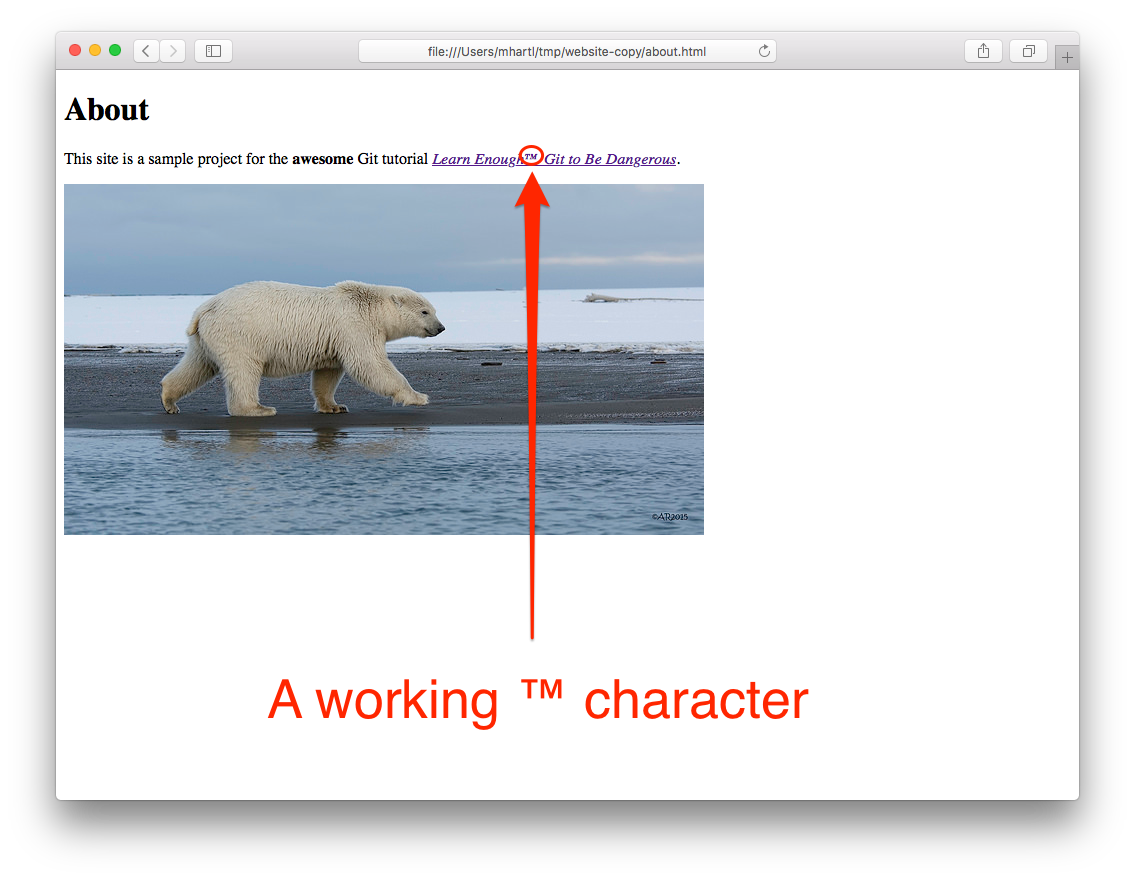 file:///Users/mhartl/tmp/website-copy/about.html
About
This site is a sample project for the awesome Git tutorial Learn Enough™ Git to Be Dangerous.
©AR2015
A working ™ character